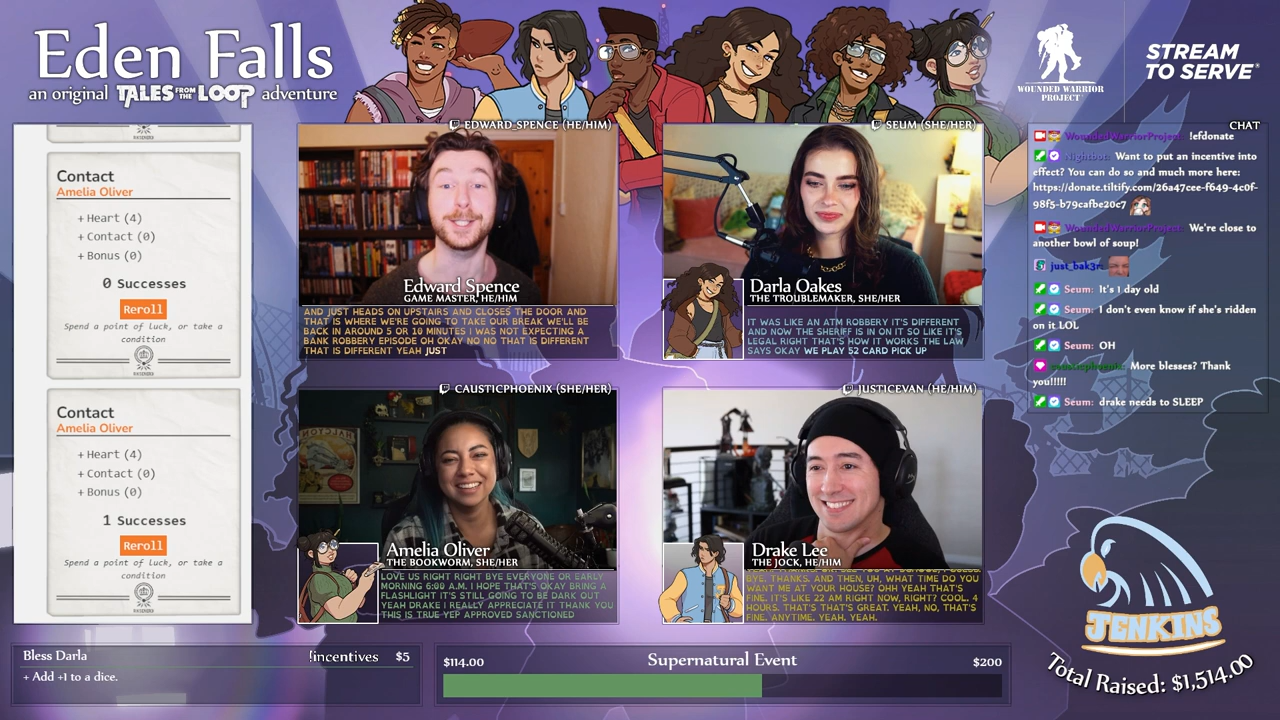 Eden Falls
an original TALES FROM THE LOOP adventure
WOUNDED WARRIOR
PROJECT
STREAM
TO SERVE
Contact
Amelia Oliver
+ Heart (4)
+ Contact (0)
+ Bonus (0)
0 Successes
Reroll
Spend a point of luck, or take a
condition
Contact
Amelia Oliver
+ Heart (4)
+ Contact (0)
+ Bonus (0)
1 Successes
Reroll
Spend a point of luck, or take a
condition
EDWARD_SPENCE (HE/HIM)
Edward Spence
GAME MASTER, HE/HIM
AND JUST HEADS ON UPSTAIRS AND CLOSES THE DOOR AND
THAT IS WHERE WE'RE GOING TO TAKE OUR BREAK WE'LL BE
BACK IN AROUND 5 OR 10 MINUTES I WAS NOT EXPECTING A
BANK ROBBERY EPISODE OH OKAY NO NO THAT IS DIFFERENT
THAT IS DIFFERENT YEAH JUST
SEUM (SHE/HER)
Darla Oakes
THE TROUBLEMAKER, SHE/HER
IT WAS LIKE AN ATM ROBBERY IT'S DIFFERENT
AND NOW THE SHERIFF IS IN ON IT SO LIKE IT'S
LEGAL RIGHT THAT'S HOW IT WORKS THE LAW
SAYS OKAY WE PLAY 52 CARD PICK UP
CAUSTICPHOENIX (SHE/HER)
Amelia Oliver
THE BOOKWORM, SHE/HER
LOVE US RIGHT RIGHT BYE EVERYONE OR EARLY
MORNING 6:00 AM. I HOPE THAT'S OKAY BRING A
FLASHLIGHT IT'S STILL GOING TO BE DARK OUT
YEAH DRAKE I REALLY APPRECIATE IT THANK YOU
THIS IS TRUE YEP APPROVED SANCTIONED
JUSTICEVAN (HE/HIM)
Drake Lee
THE JOCK, HE/HIM
BYE. THANKS. AND THEN, UH, WHAT TIME DO YOU
WANT ME AT YOUR HOUSE? OHH YEAH THAT'S
FINE. IT'S LIKE 22 AM RIGHT NOW, RIGHT? COOL. 4
HOURS. THAT'S THAT'S GREAT. YEAH, NO, THAT'S
FINE. ANYTIME. YEAH. YEAH.
CHAT
WoundedWarriorProject: !efdonate
Nightbot: Want to put an incentive into
effect? You can do so and much more here:
https://donate.tiltify.com/26a47cee-f649-4c0f-
98f5-b79cafbe20c7
WoundedWarriorProject: We're close to
another bowl of soup!
just_bak3r:
Seum: It's 1 day old
Seum: I don't even know if she's ridden
on it LOL
Seum: OH
causticphoenix: More blesses? Thank
you!!!!!
Seum: drake needs to SLEEP
JENKINS
Total Raised: $1,514.00
Bless Darla !incentives $5
+ Add +1 to a dice.
$114.00 Supernatural Event $200